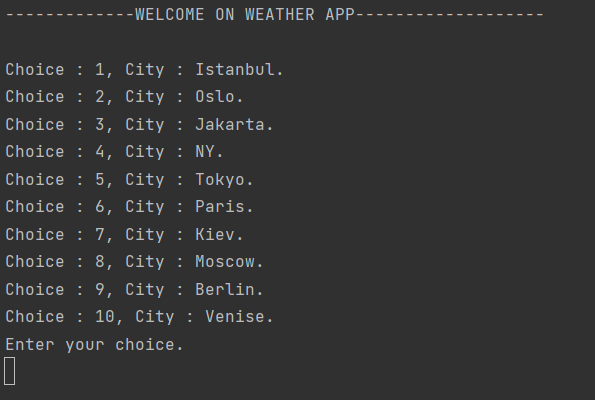 -------------WELCOME ON WEATHER APP-------------------
Choice : 1, City : Istanbul.
Choice : 2, City : Oslo.
Choice : 3, City : Jakarta.
Choice : 4, City : NY.
Choice : 5, City : Tokyo.
Choice : 6, City : Paris.
Choice : 7, City : Kiev.
Choice : 8, City : Moscow.
Choice : 9, City : Berlin.
Choice : 10, City : Venise.
Enter your choice.